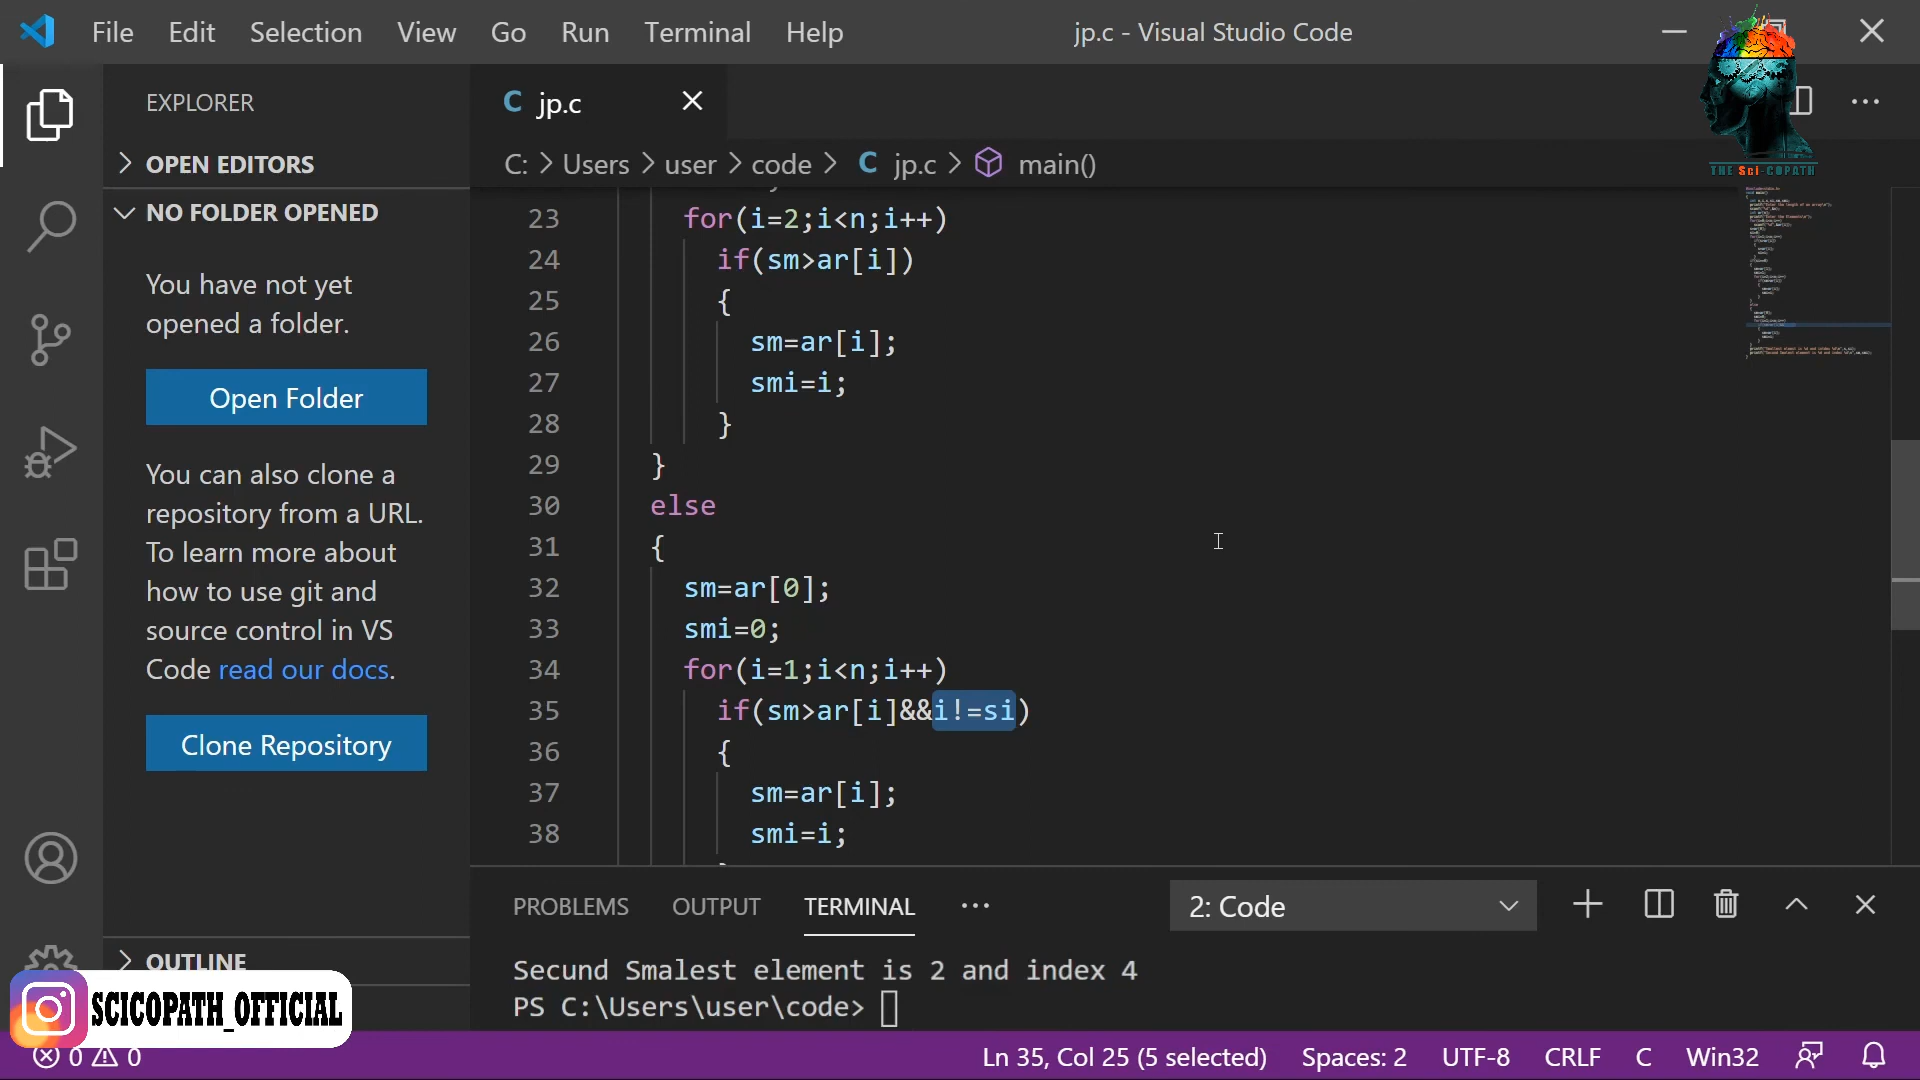 File Edit Selection View Go Run Terminal Help
jp.c - Visual Studio Code
THE Sci-COPATH
EXPLORER
OPEN EDITORS
NO FOLDER OPENED
You have not yet
opened a folder.
Open Folder
You can also clone a
repository from a URL.
To learn more about
how to use git and
source control in VS
Code read our docs.
Clone Repository
OUTLINE
SCICOPATH_OFFICIAL
C jp.c
C: > Users > user > code > C jp.c > main()
23 for(i=2;i<n;i++)
24 if(sm>ar[i])
25 {
26 sm=ar[i];
27 smi=i;
28 }
29 }
30 else
31 {
32 sm=ar[0];
33 smi=0;
34 for(i=1;i<n;i++)
35 if(sm>ar[i]&&i!=si)
36 {
37 sm=ar[i];
38 smi=i;
PROBLEMS OUTPUT TERMINAL ...
2: Code
Secund Smalest element is 2 and index 4
PS C:\Users\user\code>
0 0
Ln 35, Col 25 (5 selected) Spaces: 2 UTF-8 CRLF C Win32